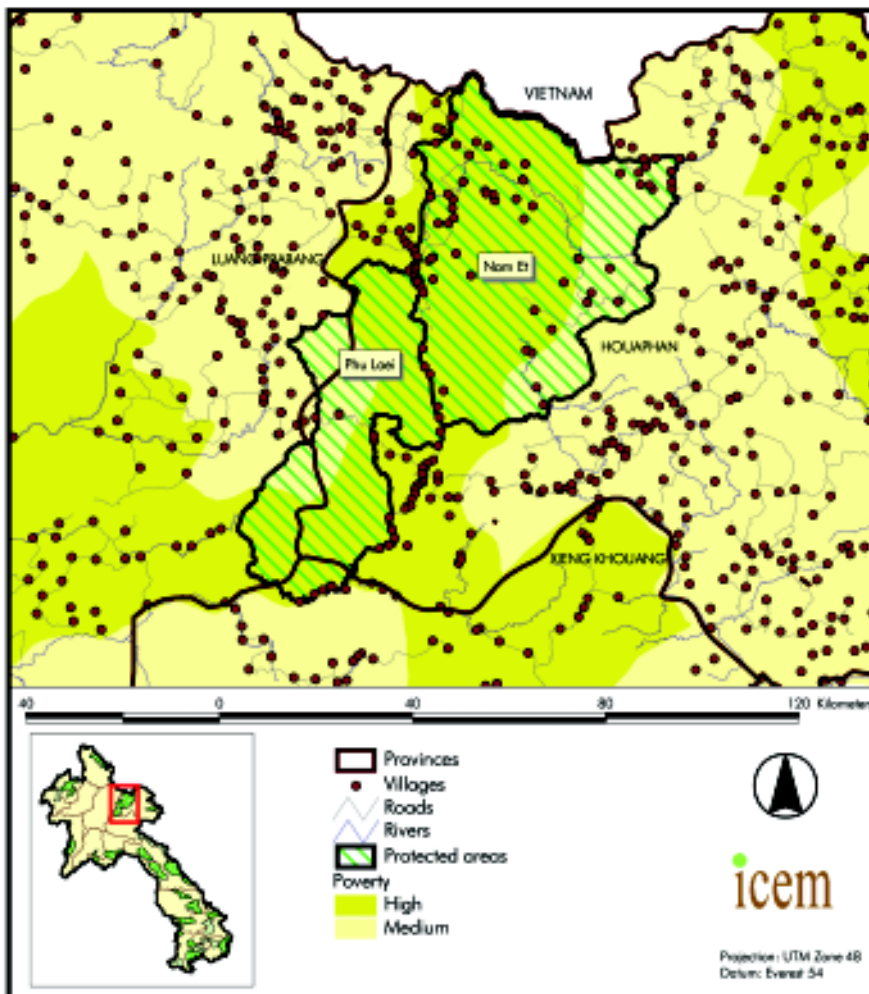 VIETNAM
LUANG PRABANG
Nam Et
HOUAPHAN
Phu Loei
XIENG KHOUANG
40 0 40 80 120 Kilometer
Provinces
Villages
Roads
Rivers
Protected areas
Poverty
High
Medium
icem
Projection: UTM Zone 48
Datum: Everest 54